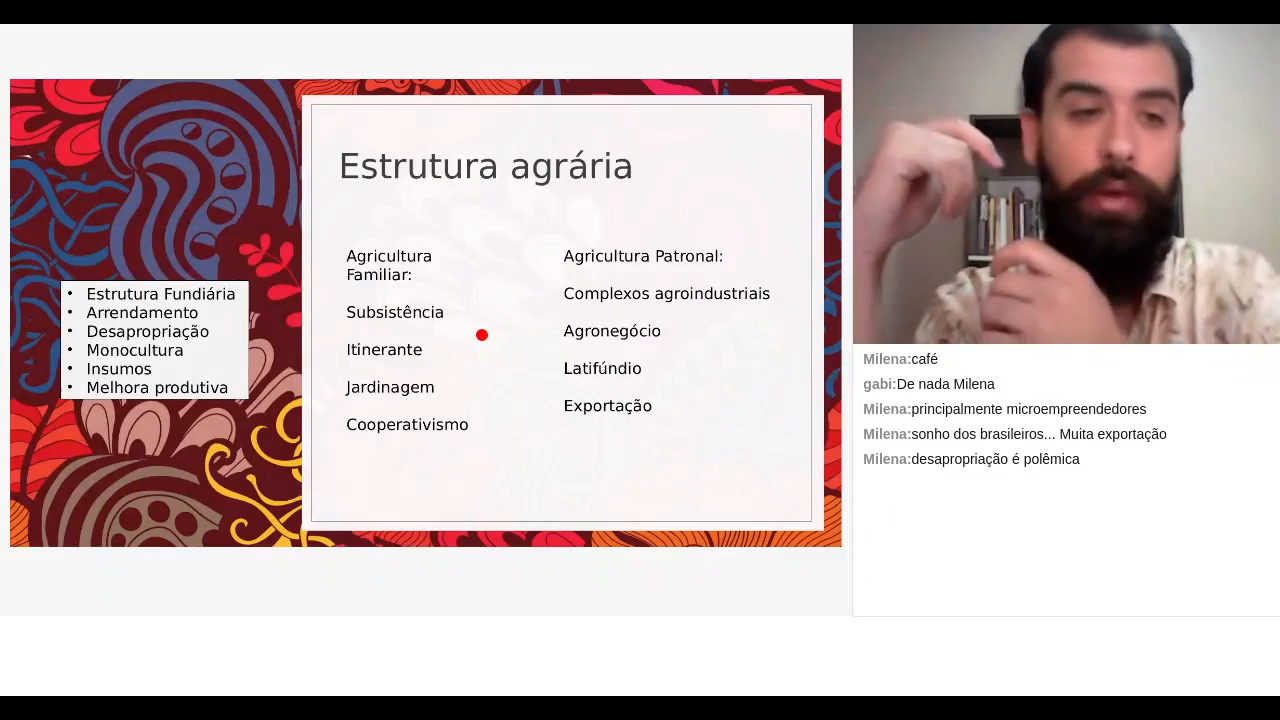 Estrutura agrária
• Estrutura Fundiária
• Arrendamento
• Desapropriação
• Monocultura
• Insumos
• Melhora produtiva
Agricultura
Familiar:
Subsistência
Itinerante
Jardinagem
Cooperativismo
Agricultura Patronal:
Complexos agroindustriais
Agronegócio
Latifúndio
Exportação
Milena:café
gabi:De nada Milena
Milena:principalmente microempreendedores
Milena:sonho dos brasileiros... Muita exportação
Milena:desapropriação é polêmica